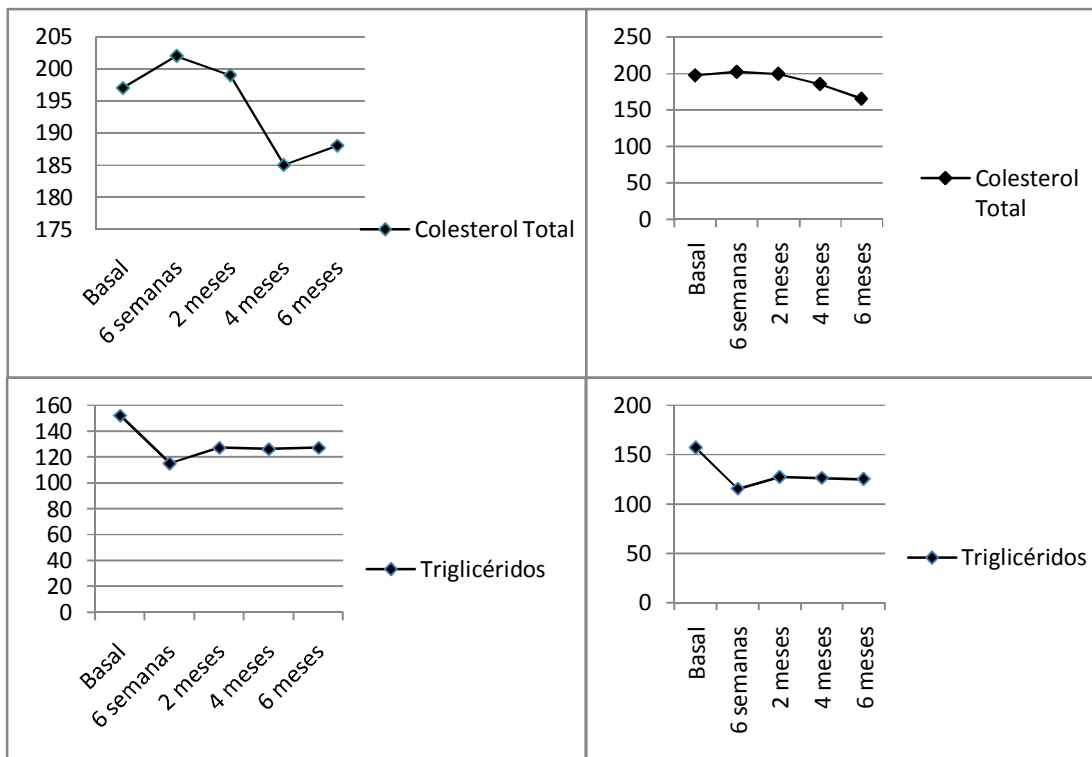 205
200
195
190
185
180
175
Basal
6 semanas
2 meses
4 meses
6 meses
Colesterol Total
250
200
150
100
50
0
Basal
6 semanas
2 meses
4 meses
6 meses
Colesterol
Total
160
140
120
100
80
60
40
20
0
Basal
6 semanas
2 meses
4 meses
6 meses
Triglicéridos
200
150
100
50
0
Basal
6 semanas
2 meses
4 meses
6 meses
Triglicéridos